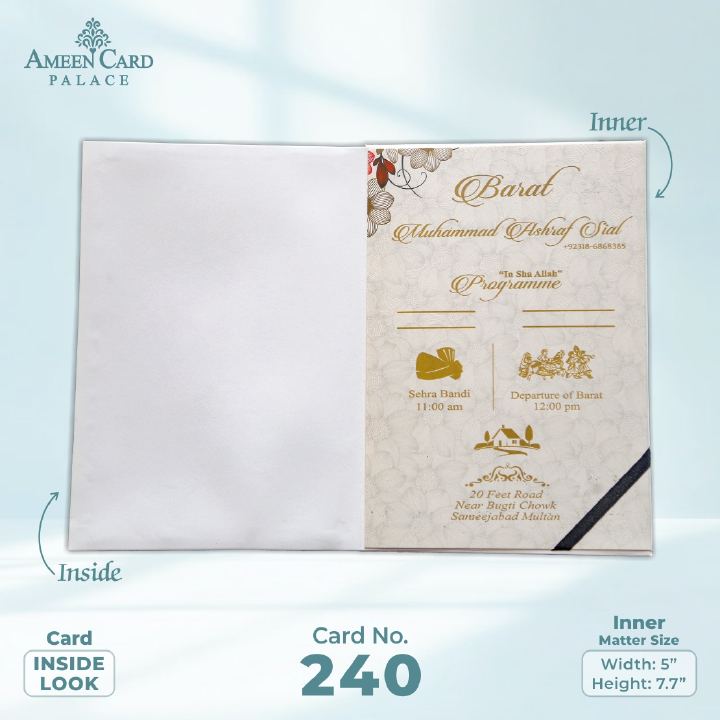 AMEEN CARD
PALACE
Inner
Barat
Muhammad Ashraf Sial
+92318-6868385
"In Sha Allah"
Programme
Sehra Bandi
11:00 am
Departure of Barat
12:00 pm
20 Feet Road
Near Bugti Chowk
Sameejabad Multan
Inside
Card
INSIDE
LOOK
Card No.
240
Inner
Matter Size
Width: 5”
Height: 7.7”